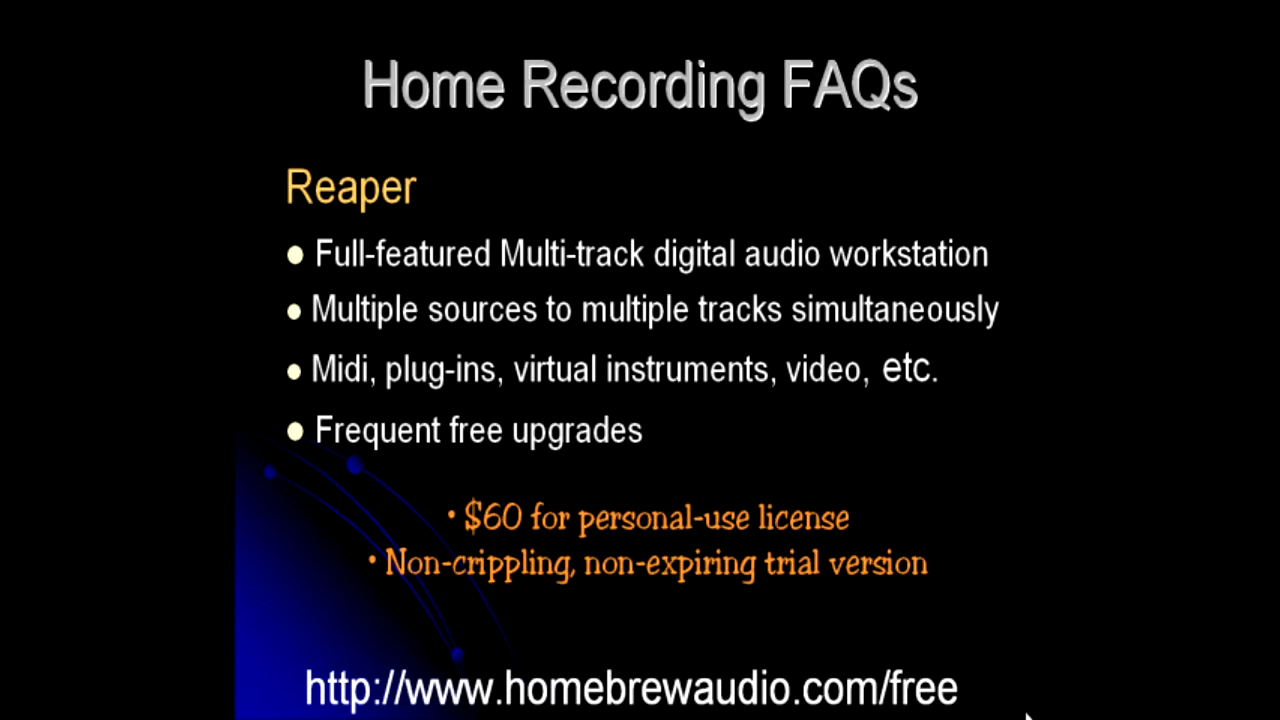 Home Recording FAQs
Reaper
● Full-featured Multi-track digital audio workstation
● Multiple sources to multiple tracks simultaneously
● Midi, plug-ins, virtual instruments, video, etc.
● Frequent free upgrades
• $60 for personal-use license
• Non-crippling, non-expiring trial version
http://www.homebrewaudio.com/free